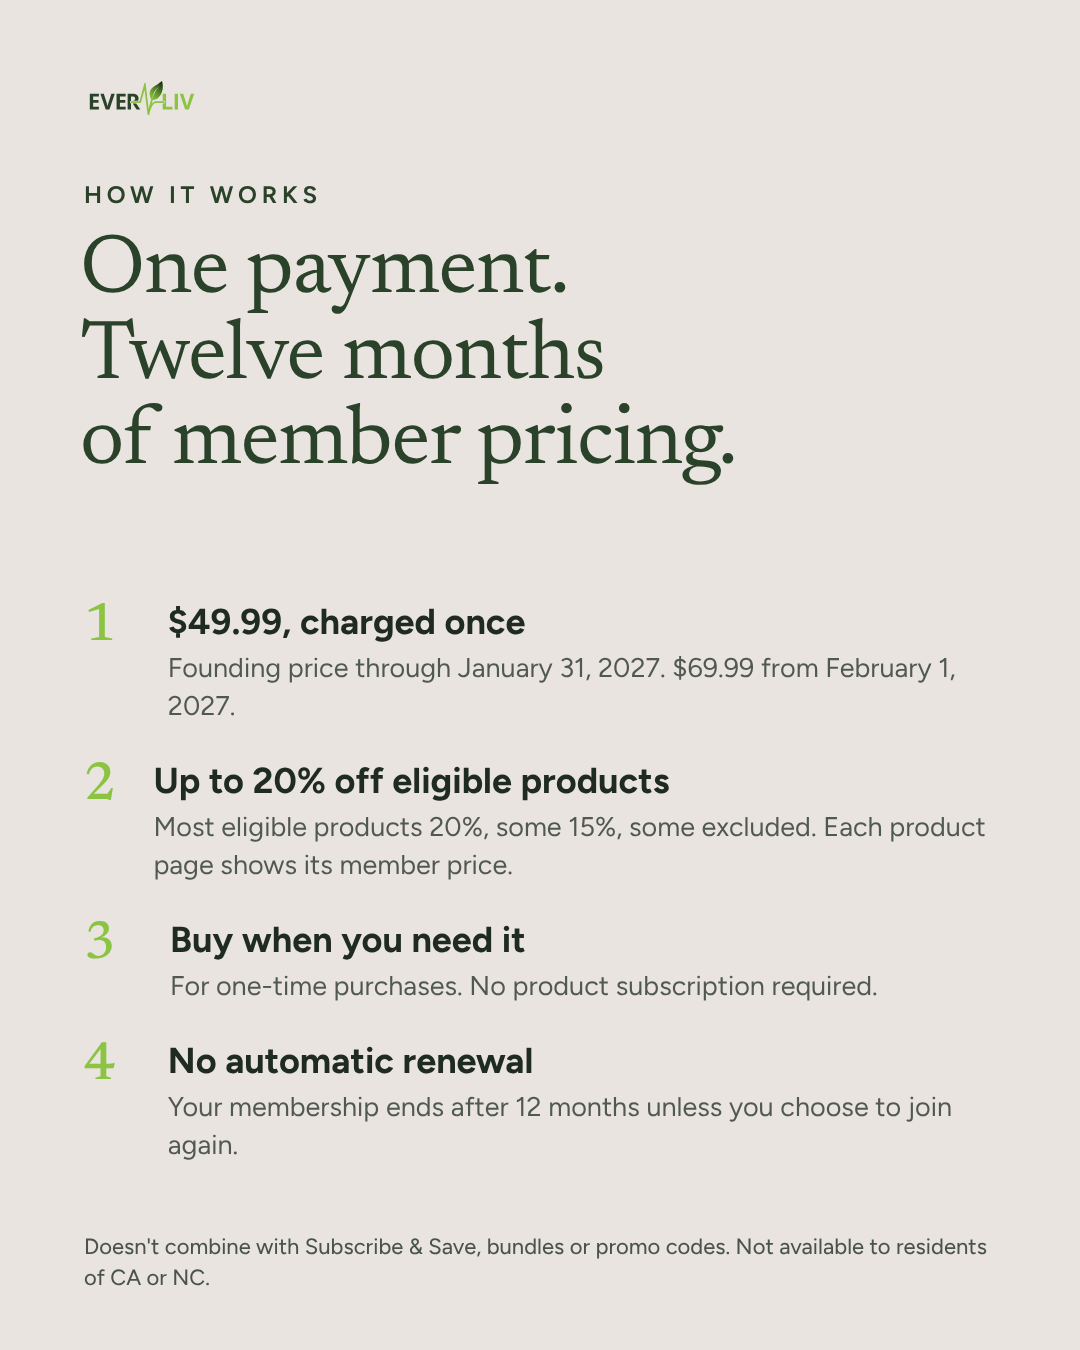 EVER LIV
HOW IT WORKS
One payment.
Twelve months
of member pricing.
1
$49.99, charged once
Founding price through January 31, 2027. $69.99 from February 1,
2027.
2
Up to 20% off eligible products
Most eligible products 20%, some 15%, some excluded. Each product
page shows its member price.
3
Buy when you need it
For one-time purchases. No product subscription required.
4
No automatic renewal
Your membership ends after 12 months unless you choose to join
again.
Doesn't combine with Subscribe & Save, bundles or promo codes. Not available to residents
of CA or NC.